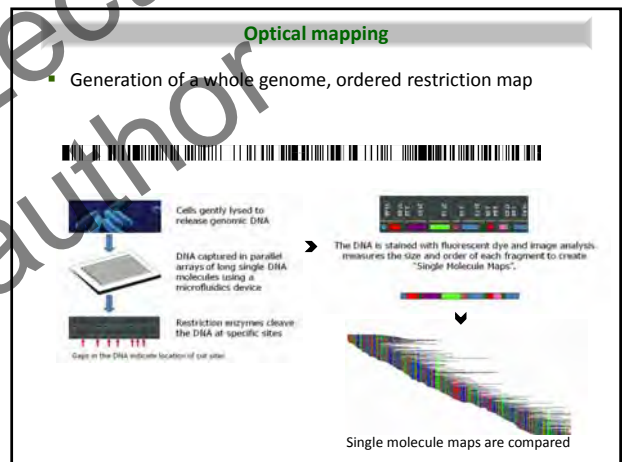 Optical mapping
▪ Generation of a whole genome, ordered restriction map
Cells gently lysed to
release genomic DNA
DNA captured in parallel
arrays of long single DNA
molecules using a
microfluidics device
Restriction enzymes cleave
the DNA at specific sites
Gaps in the DNA indicate location of cut sites
The DNA is stained with fluorescent dye and image analysis
measures the size and order of each fragment to create
"Single Molecule Maps".
Single molecule maps are compared
author